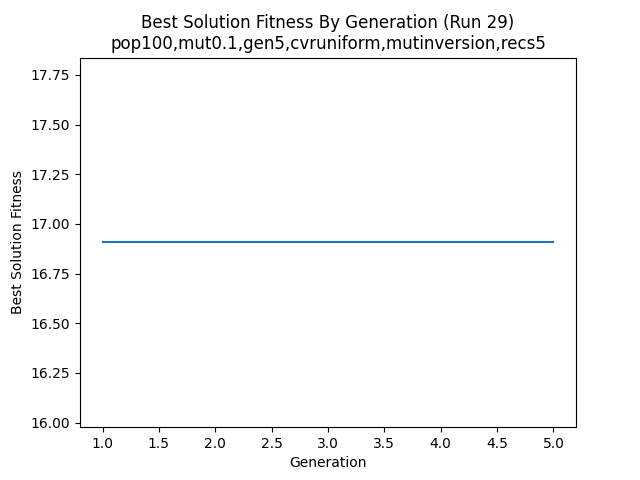 Best Solution Fitness By Generation (Run 29)
pop100,mut0.1,gen5,cvruniform,mutinversion,recs5
Best Solution Fitness
17.75
17.50
17.25
17.00
16.75
16.50
16.25
16.00
1.0 1.5 2.0 2.5 3.0 3.5 4.0 4.5 5.0
Generation